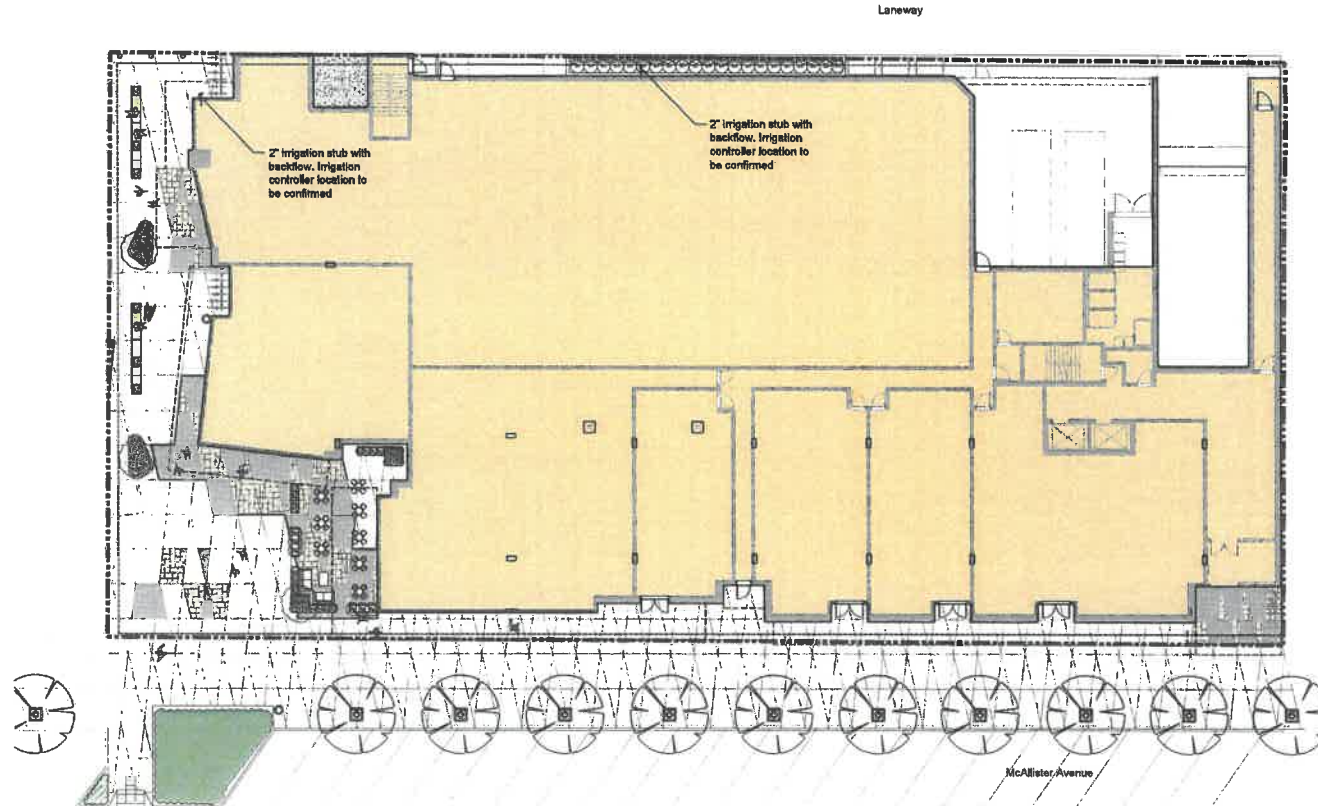 Laneway
2" irrigation stub with
backflow. Irrigation
controller location to
be confirmed
2" irrigation stub with
backflow. Irrigation
controller location to
be confirmed
McAllister Avenue